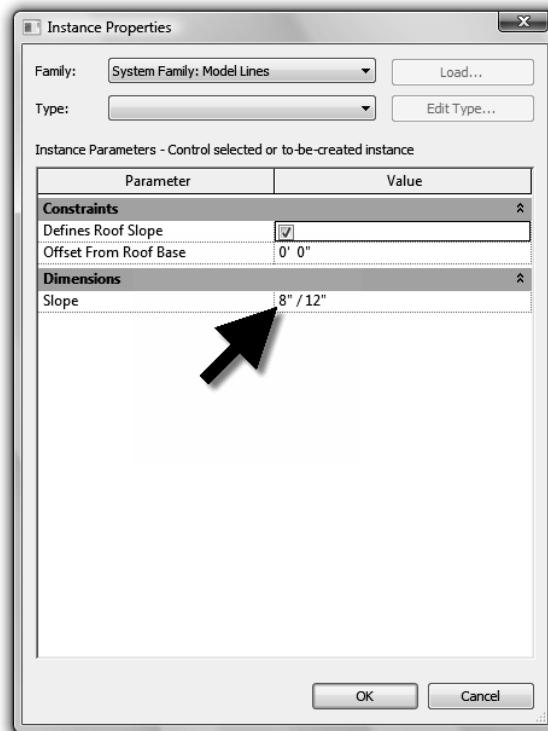 Instance Properties
Family: System Family: Model Lines Load...
Type: Edit Type...
Instance Parameters - Control selected or to-be-created instance
Parameter Value
Constraints
Defines Roof Slope
Offset From Roof Base 0' 0"
Dimensions
Slope 8" / 12"
OK Cancel